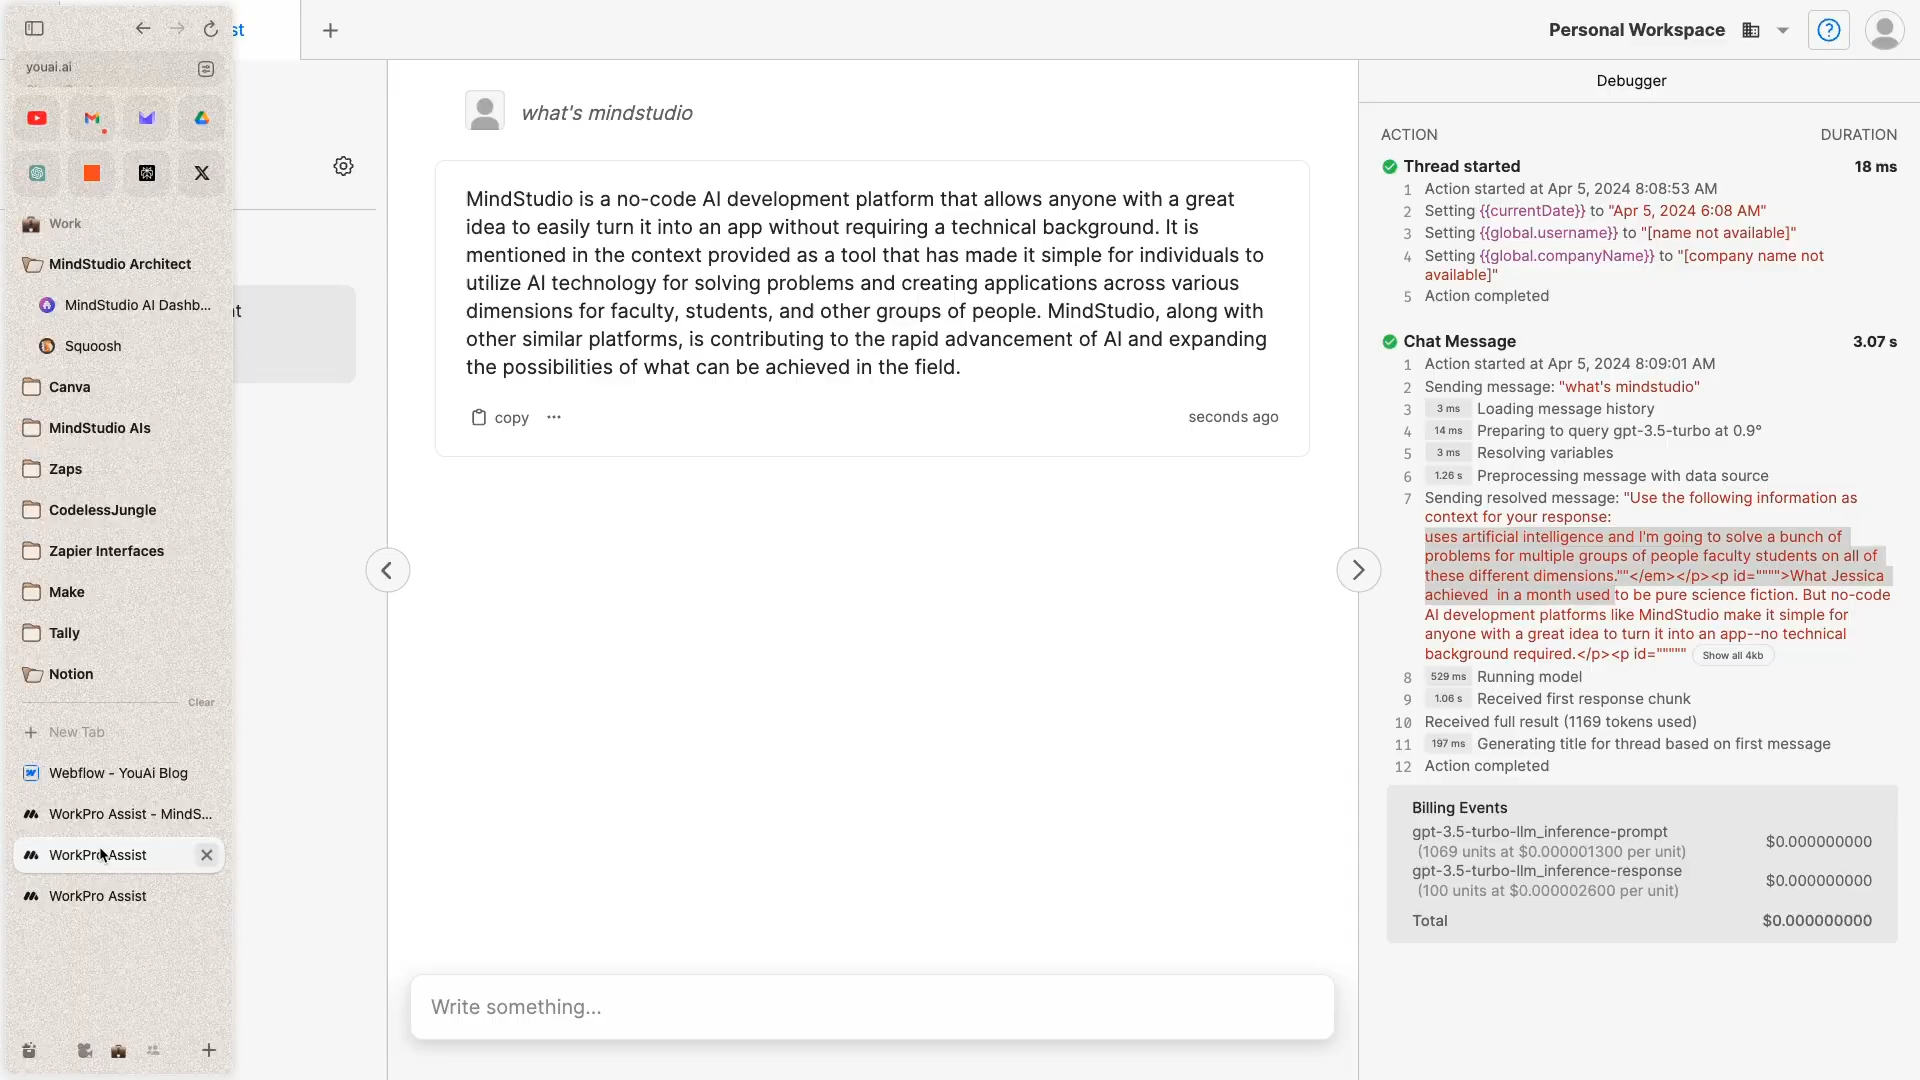 st
youai.ai
Work
MindStudio Architect
MindStudio AI Dashb...
Squoosh
Canva
MindStudio AIs
Zaps
CodelessJungle
Zapier Interfaces
Make
Tally
Notion
Clear
New Tab
Webflow - YouAi Blog
WorkPro Assist - MindS...
WorkPro Assist
WorkPro Assist
t
what's mindstudio
MindStudio is a no-code AI development platform that allows anyone with a great
idea to easily turn it into an app without requiring a technical background. It is
mentioned in the context provided as a tool that has made it simple for individuals to
utilize AI technology for solving problems and creating applications across various
dimensions for faculty, students, and other groups of people. MindStudio, along with
other similar platforms, is contributing to the rapid advancement of AI and expanding
the possibilities of what can be achieved in the field.
copy
seconds ago
Write something...
Personal Workspace
Debugger
ACTION DURATION
Thread started 18 ms
1 Action started at Apr 5, 2024 8:08:53 AM
2 Setting {{currentDate}} to "Apr 5, 2024 6:08 AM"
3 Setting {{global.username}} to "[name not available]"
4 Setting {{global.companyName}} to "[company name not
available]"
5 Action completed
Chat Message 3.07 s
1 Action started at Apr 5, 2024 8:09:01 AM
2 Sending message: "what's mindstudio"
3 3 ms Loading message history
4 14 ms Preparing to query gpt-3.5-turbo at 0.9°
5 3 ms Resolving variables
6 1.26 s Preprocessing message with data source
7 Sending resolved message: "Use the following information as
context for your response:
uses artificial intelligence and I'm going to solve a bunch of
problems for multiple groups of people faculty students on all of
these different dimensions.""</em></p><p id="""">What Jessica
achieved  in a month used to be pure science fiction. But no-code
AI development platforms like MindStudio make it simple for
anyone with a great idea to turn it into an app--no technical
background required.</p><p id=""""" Show all 4kb
8 529 ms Running model
9 1.06 s Received first response chunk
10 Received full result (1169 tokens used)
11 197 ms Generating title for thread based on first message
12 Action completed
Billing Events
gpt-3.5-turbo-llm_inference-prompt
(1069 units at $0.000001300 per unit) $0.000000000
gpt-3.5-turbo-llm_inference-response
(100 units at $0.000002600 per unit) $0.000000000
Total $0.000000000